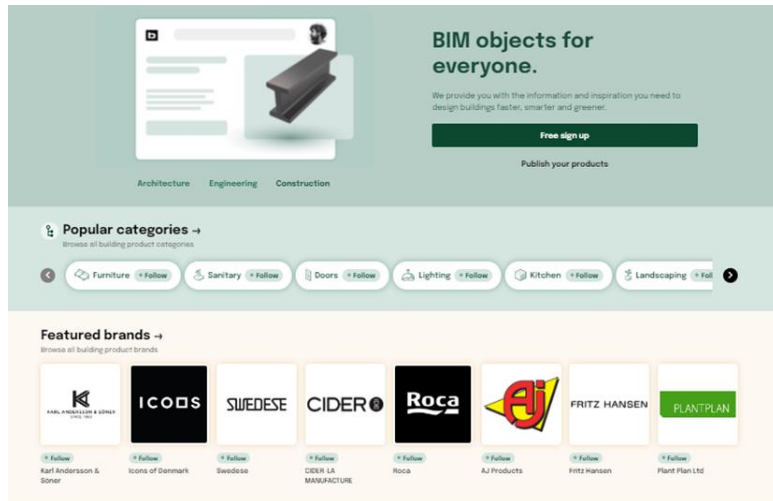 BIM objects for
everyone.
We provide you with the information and inspiration you need to
design buildings faster, smarter and greener.
Free sign up
Publish your products
Architecture Engineering Construction
Popular categories →
Browse all building product categories
Furniture + Follow Sanitary + Follow Doors + Follow Lighting + Follow Kitchen + Follow Landscaping + Foll
Featured brands →
Browse all building product brands
KARL ANDERSSON & SÖNER
ICONS
SWEDESE
CIDER
Roca
AJ
FRITZ HANSEN
PLANTPLAN
+ Follow + Follow + Follow + Follow + Follow + Follow + Follow + Follow
Karl Andersson & Söner
Icons of Denmark
Swedese
CIDER LA MANUFACTURE
Roca
AJ Products
Fritz Hansen
Plant Plan Ltd